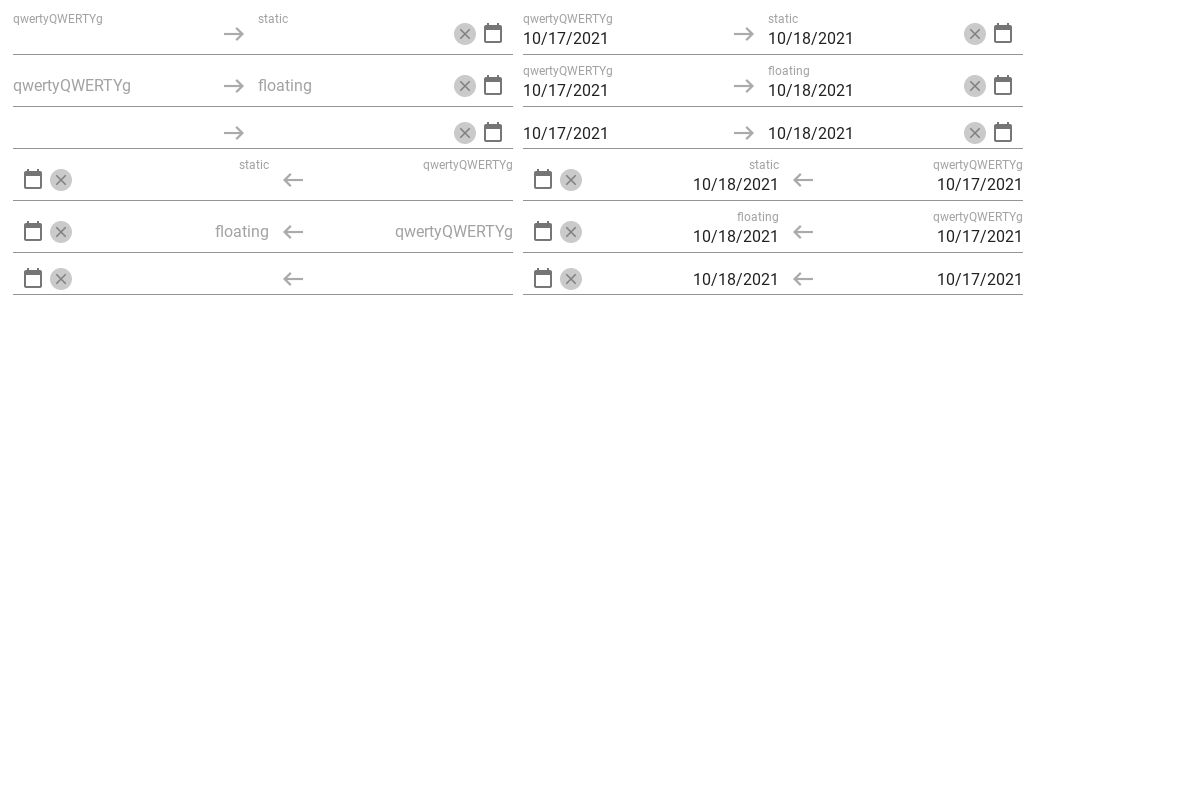 qwertyQWERTYg static qwertyQWERTYg static
10/17/2021 10/18/2021
qwertyQWERTYg floating
qwertyQWERTYg floating 10/17/2021 10/18/2021
10/17/2021 10/18/2021
static qwertyQWERTYg static qwertyQWERTYg
10/18/2021 10/17/2021
floating qwertyQWERTYg
floating qwertyQWERTYg 10/18/2021 10/17/2021
10/18/2021 10/17/2021